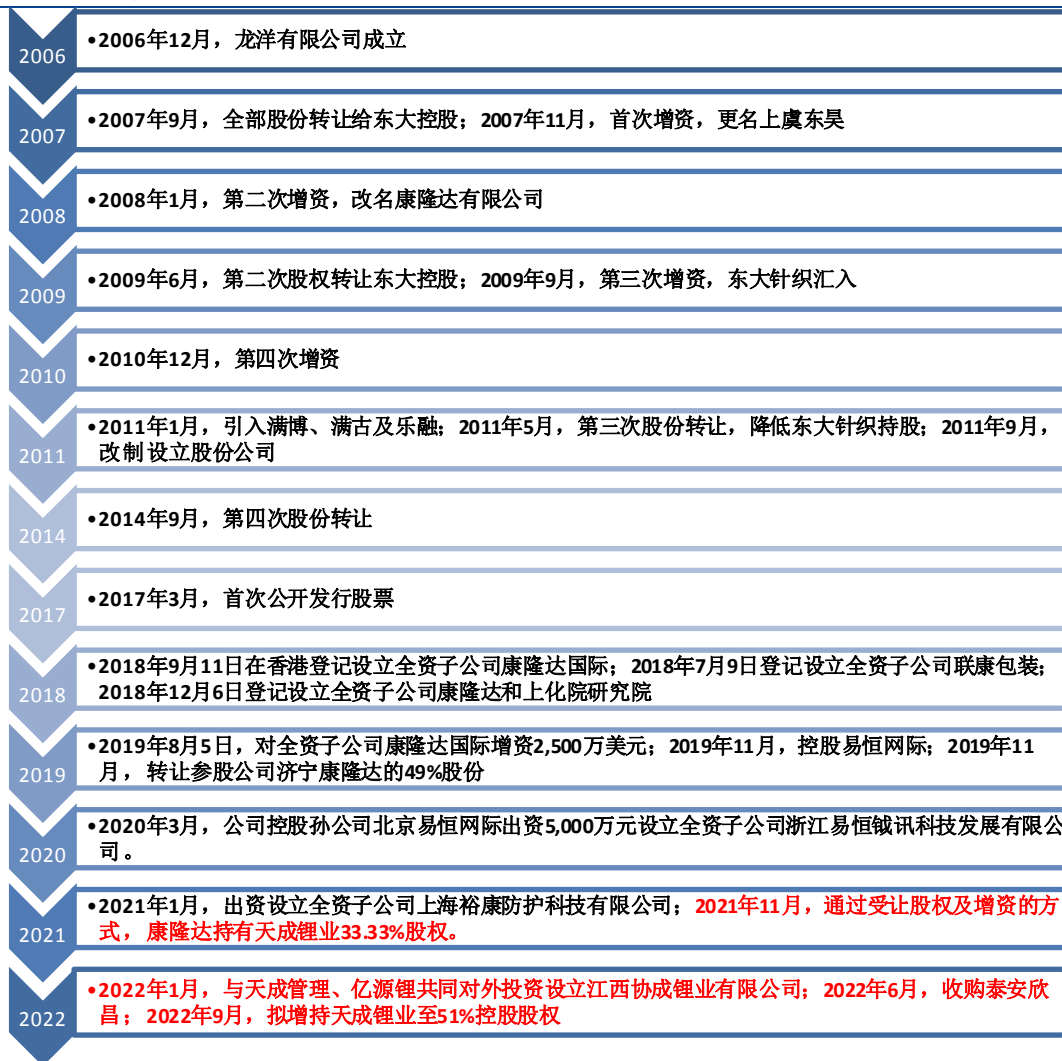 2006
•2006年12月，龙洋有限公司成立
2007
•2007年9月，全部股份转让给东大控股；2007年11月，首次增资，更名上虞东昊
2008
•2008年1月，第二次增资，改名康隆达有限公司
2009
•2009年6月，第二次股权转让东大控股；2009年9月，第三次增资，东大针织汇入
2010
•2010年12月，第四次增资
2011
•2011年1月，引入满博、满古及乐融；2011年5月，第三次股份转让，降低东大针织持股；2011年9月，
改制设立股份公司
2014
•2014年9月，第四次股份转让
2017
•2017年3月，首次公开发行股票
2018
•2018年9月11日在香港登记设立全资子公司康隆达国际；2018年7月9日登记设立全资子公司联康包装；
2018年12月6日登记设立全资子公司康隆达和上化院研究院
2019
•2019年8月5日，对全资子公司康隆达国际增资2,500万美元；2019年11月，控股易恒网际；2019年11
月，转让参股公司济宁康隆达的49%股份
2020
•2020年3月，公司控股孙公司北京易恒网际出资5,000万元设立全资子公司浙江易恒钺讯科技发展有限公
司。
2021
•2021年1月，出资设立全资子公司上海裕康防护科技有限公司；2021年11月，通过受让股权及增资的方
式，康隆达持有天成锂业33.33%股权。
2022
•2022年1月，与天成管理、亿源锂共同对外投资设立江西协成锂业有限公司；2022年6月，收购泰安欣
昌；2022年9月，拟增持天成锂业至51%控股股权